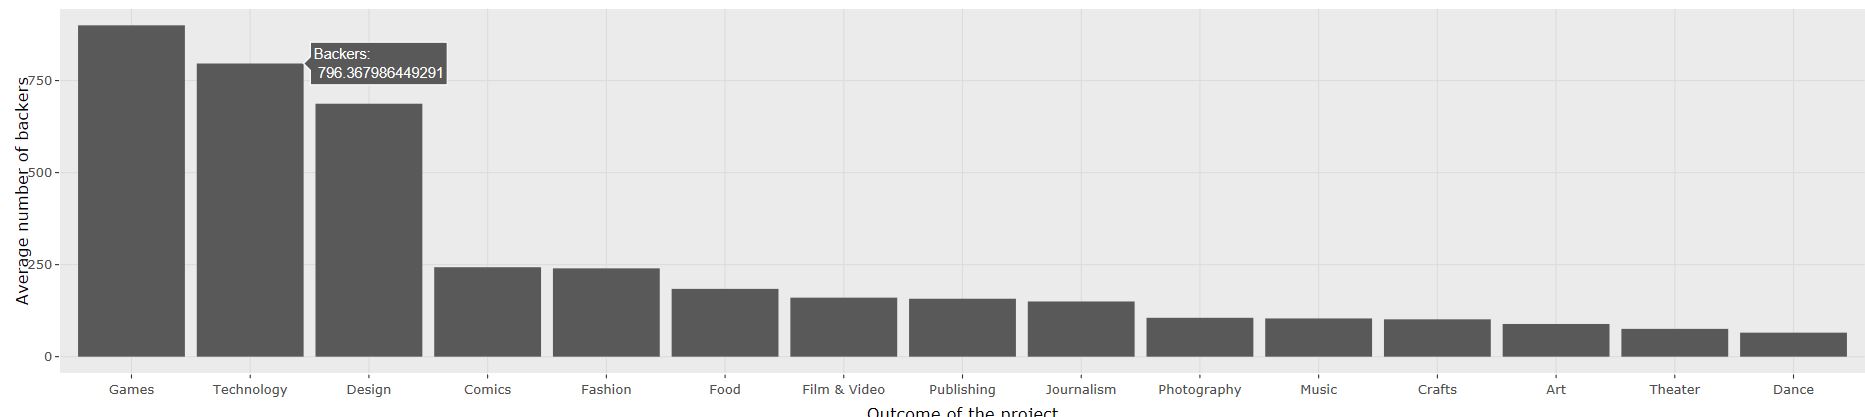 Average number of backers
750
500
250
0
Backers:
796.367986449291
Games Technology Design Comics Fashion Food Film & Video Publishing Journalism Photography Music Crafts Art Theater Dance
Outcome of the project